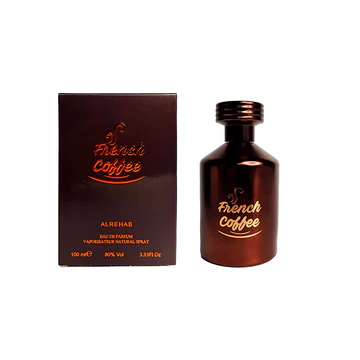 French
Coffee
ALREHAB
EAU DE PARFUM
VAPORISATEUR NATURAL SPRAY
100 ml℮ 80% Vol 3.33Fl.Oz
French
Coffee